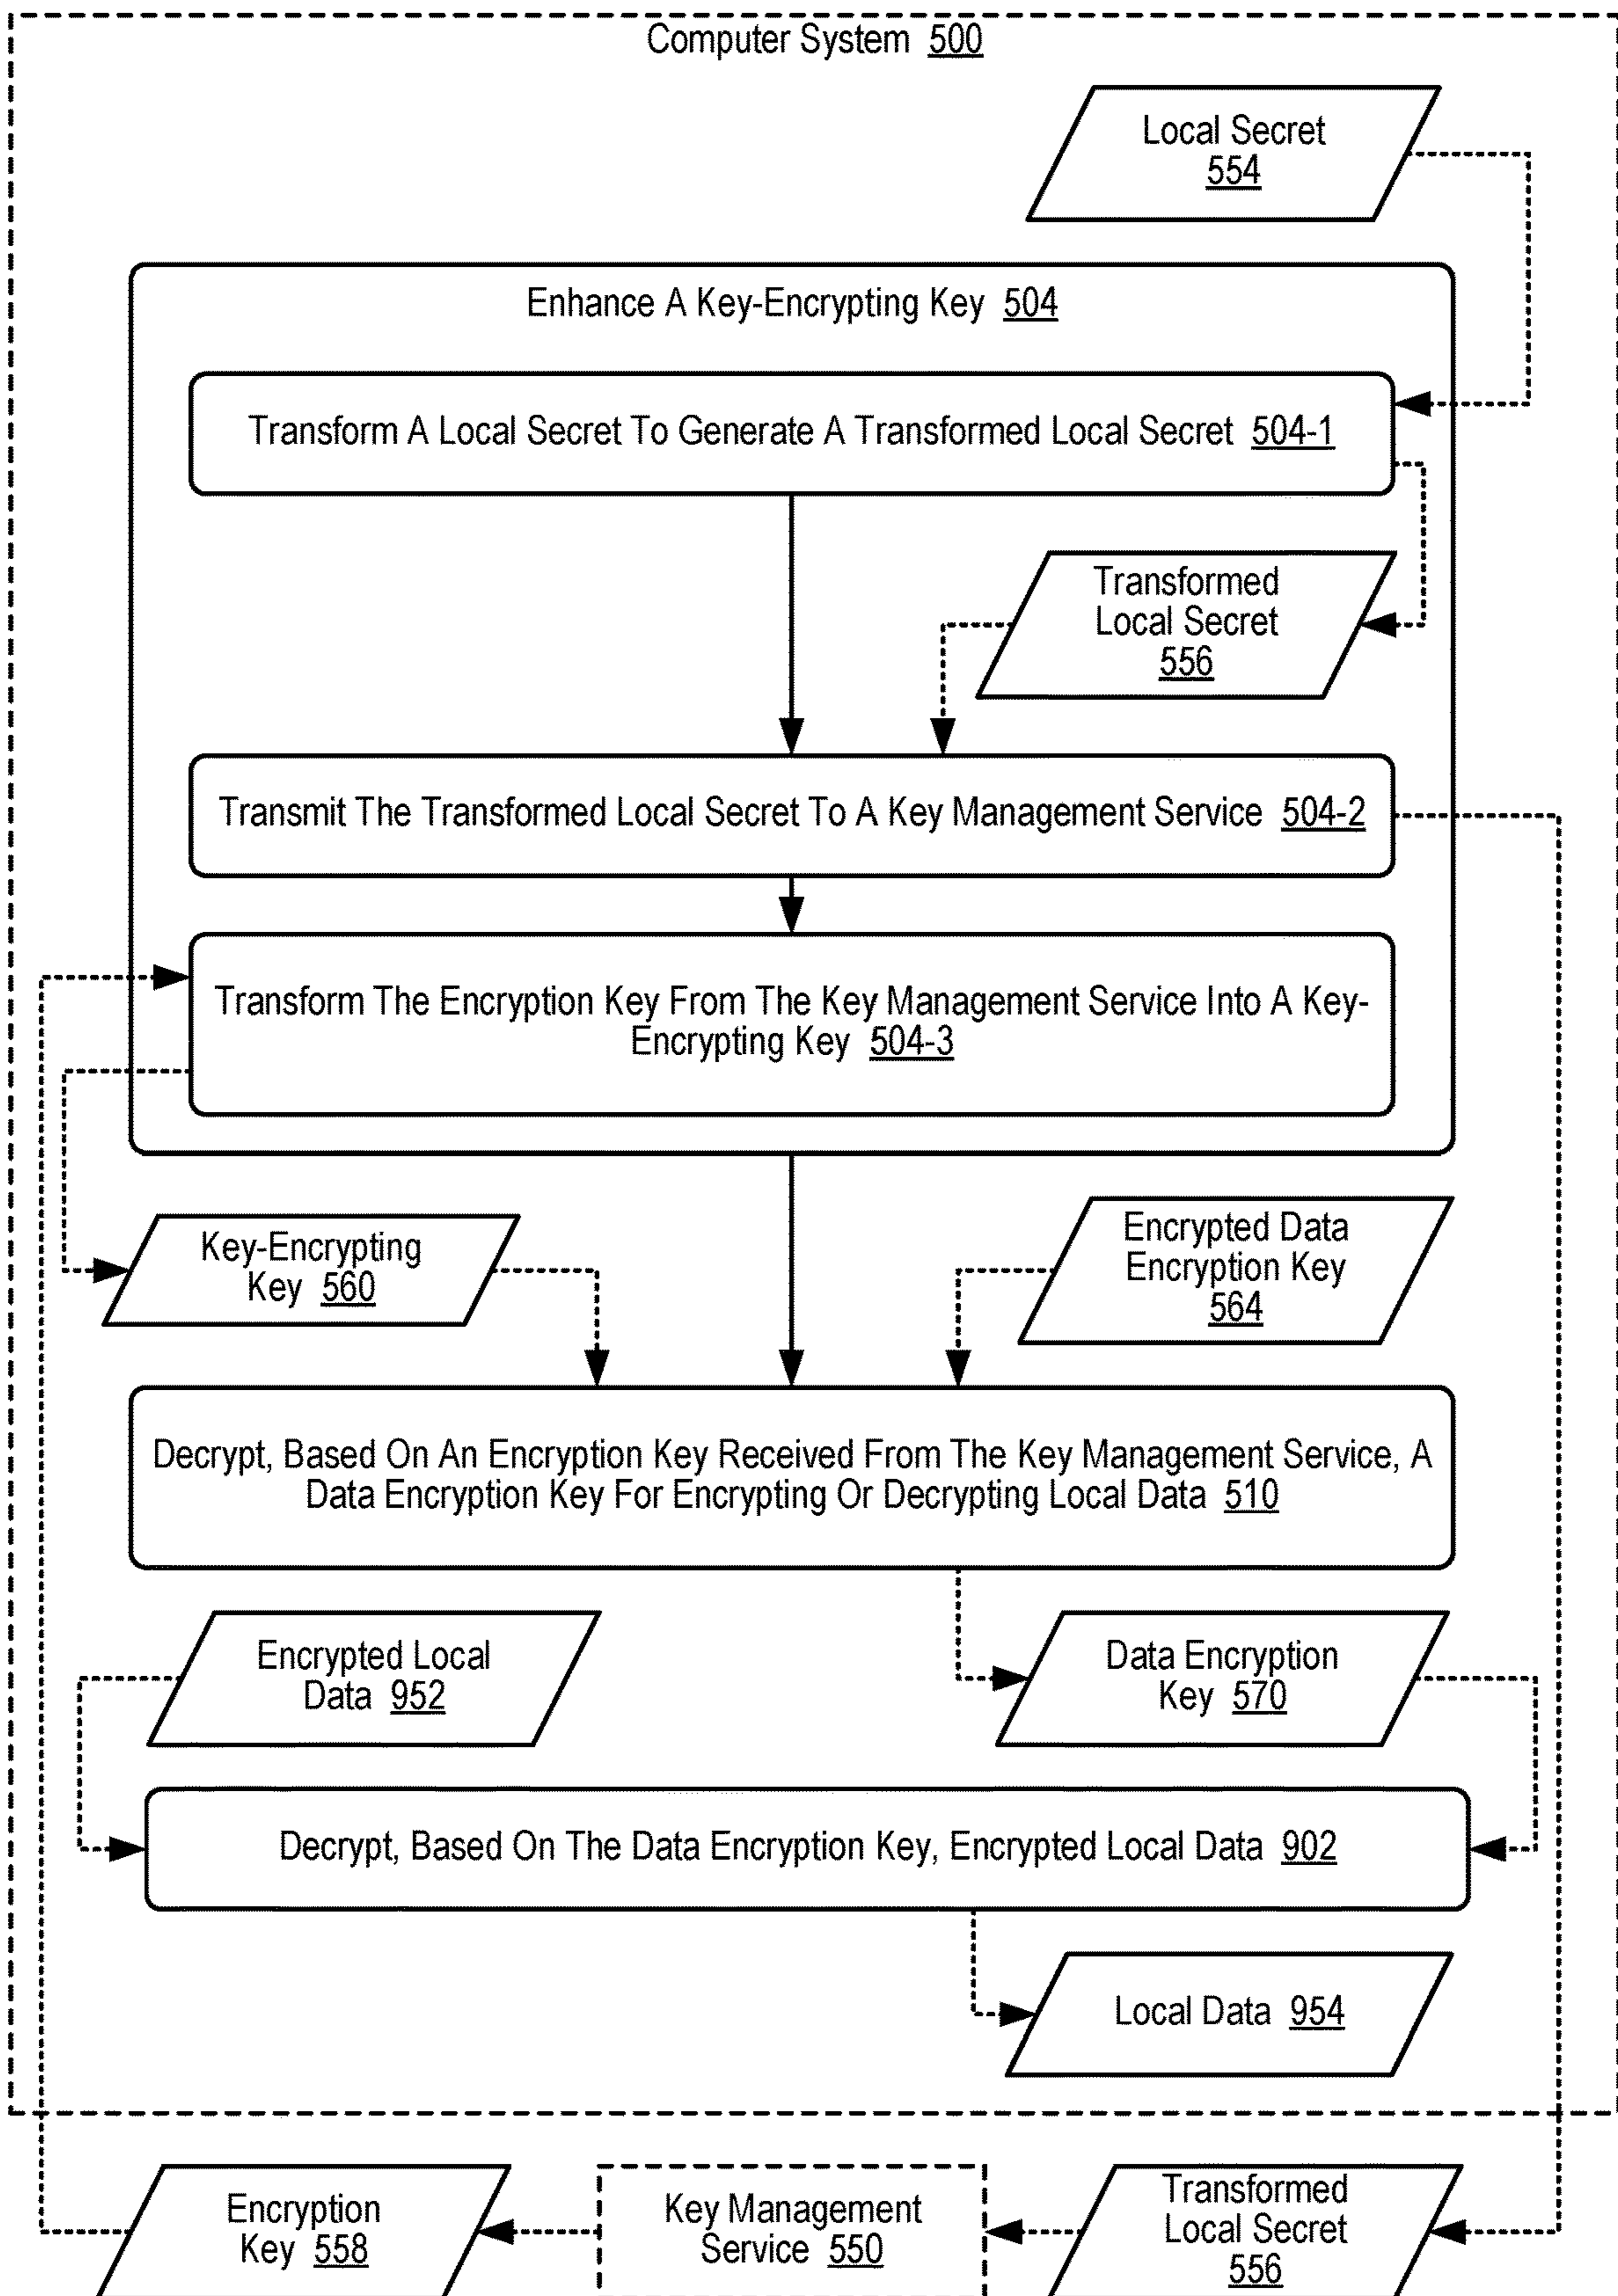 Computer System 500
Local Secret
554
Enhance A Key-Encrypting Key 504
Transform A Local Secret To Generate A Transformed Local Secret 504-1
Transformed
Local Secret
556
Transmit The Transformed Local Secret To A Key Management Service 504-2
Transform The Encryption Key From The Key Management Service Into A Key-
Encrypting Key 504-3
Key-Encrypting
Key 560
Encrypted Data
Encryption Key
564
Decrypt, Based On An Encryption Key Received From The Key Management Service, A
Data Encryption Key For Encrypting Or Decrypting Local Data 510
Encrypted Local
Data 952
Data Encryption
Key 570
Decrypt, Based On The Data Encryption Key, Encrypted Local Data 902
Local Data 954
Encryption
Key 558
Key Management
Service 550
Transformed
Local Secret
556